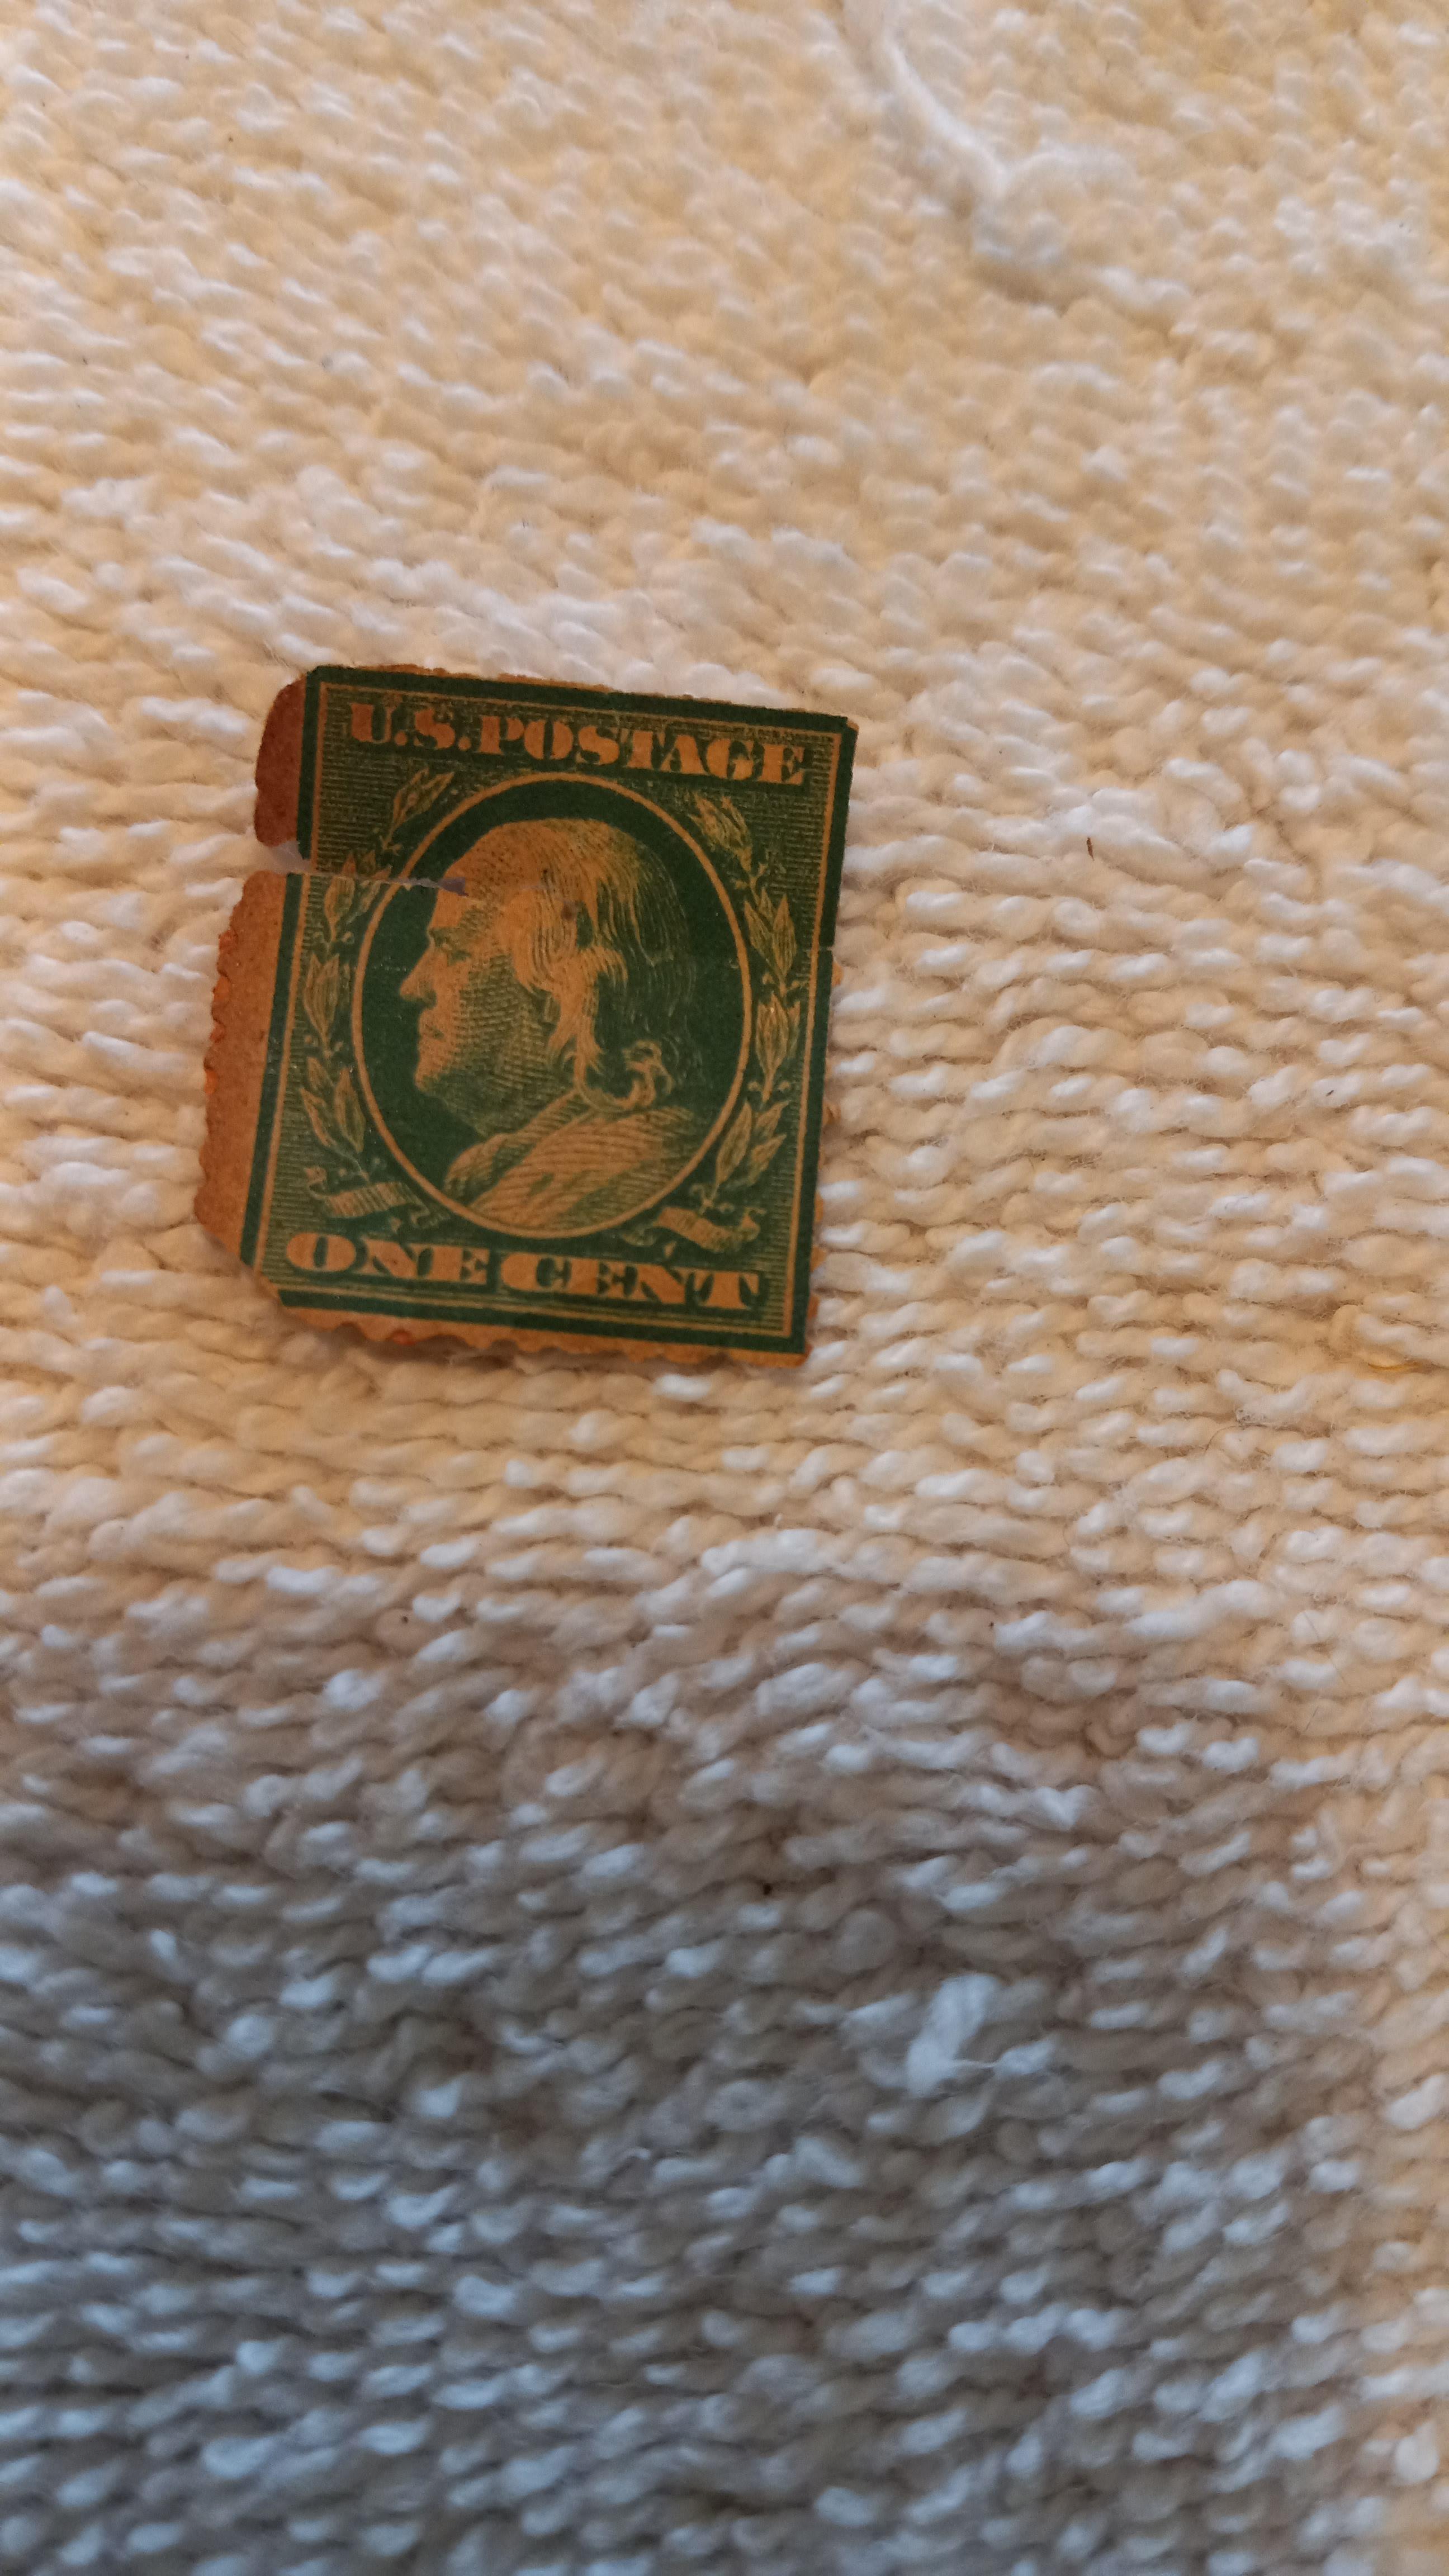 U.S. POSTAGE
ONE CENT